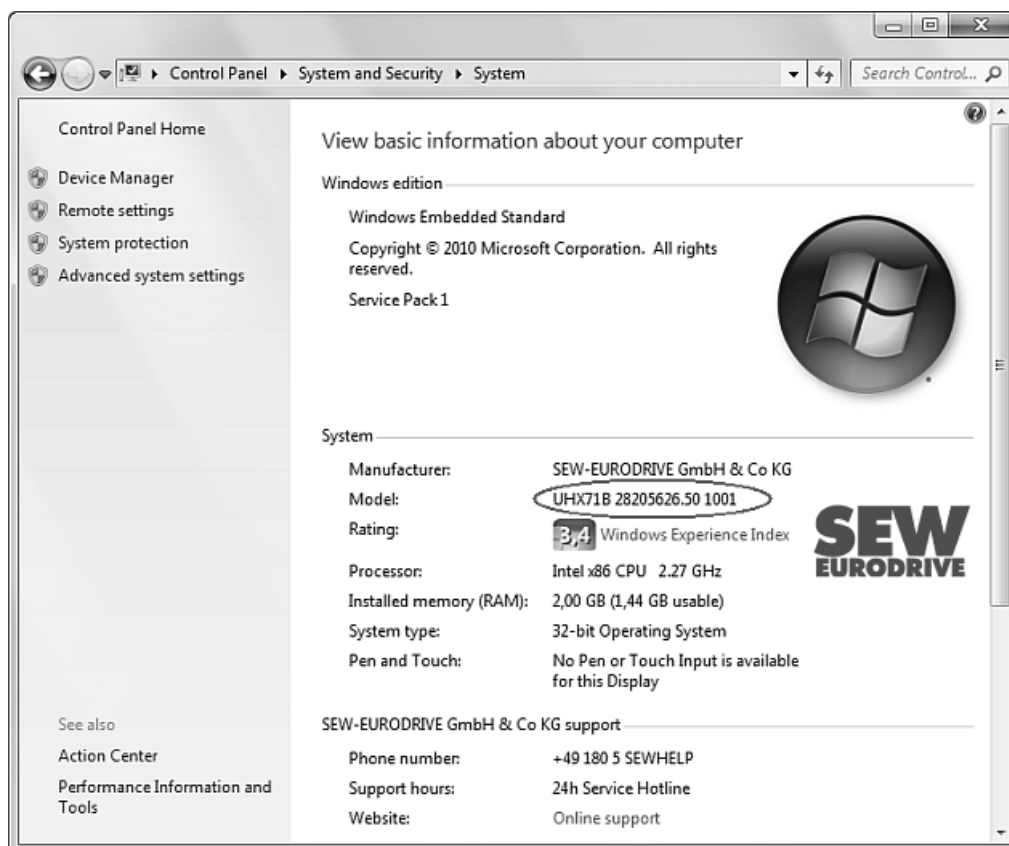 Control Panel ▸ System and Security ▸ System
Search Control...
Control Panel Home
Device Manager
Remote settings
System protection
Advanced system settings
See also
Action Center
Performance Information and
Tools
View basic information about your computer
Windows edition
Windows Embedded Standard
Copyright © 2010 Microsoft Corporation. All rights
reserved.
Service Pack 1
System
Manufacturer: SEW-EURODRIVE GmbH & Co KG
Model: UHX71B 28205626.50 1001
Rating: 3,4 Windows Experience Index
Processor: Intel x86 CPU 2.27 GHz
Installed memory (RAM): 2,00 GB (1,44 GB usable)
System type: 32-bit Operating System
Pen and Touch: No Pen or Touch Input is available
for this Display
SEW
EURODRIVE
SEW-EURODRIVE GmbH & Co KG support
Phone number: +49 180 5 SEWHELP
Support hours: 24h Service Hotline
Website: Online support